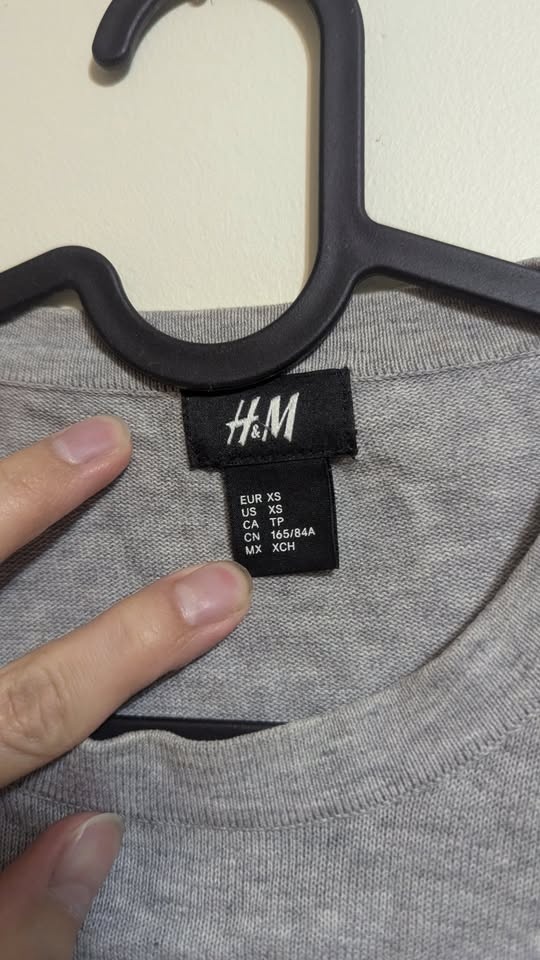 H&M
EUR XS
US XS
CA TP
CN 165/84A
MX XCH